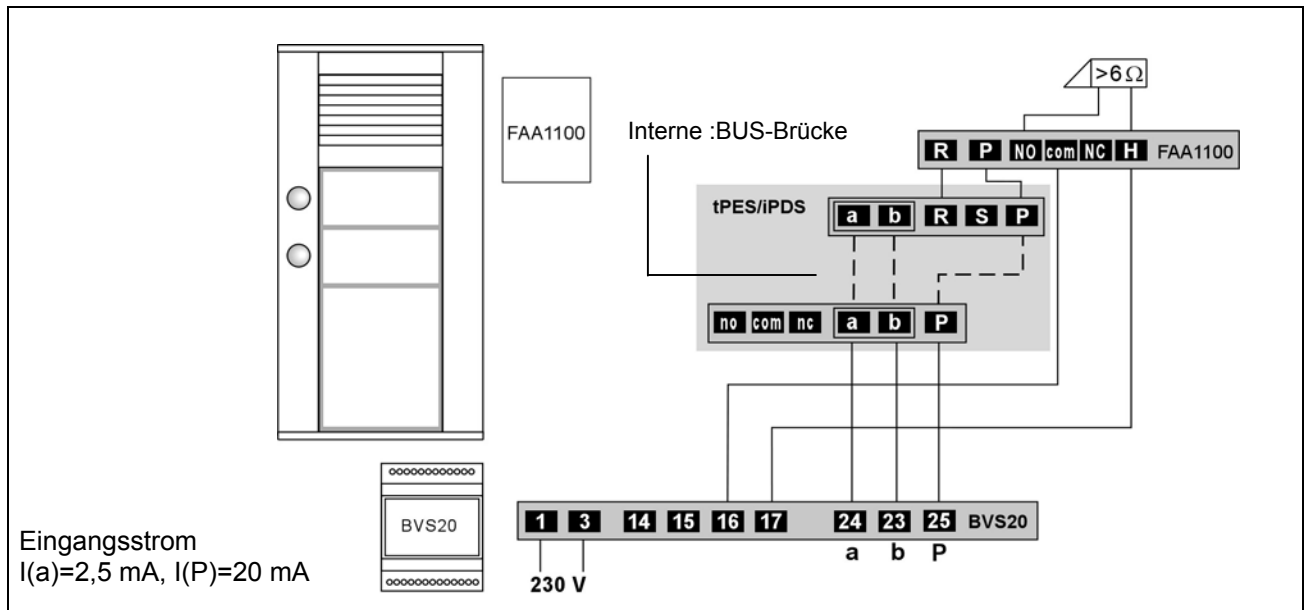 >6 Ω
FAA1100
Interne :BUS-Brücke
R P NO com NC H FAA1100
tPES/iPDS
a b R S P
no com nc a b P
BVS20
1 3 14 15 16 17 24 23 25 BVS20
a b P
230 V
Eingangsstrom
I(a)=2,5 mA, I(P)=20 mA